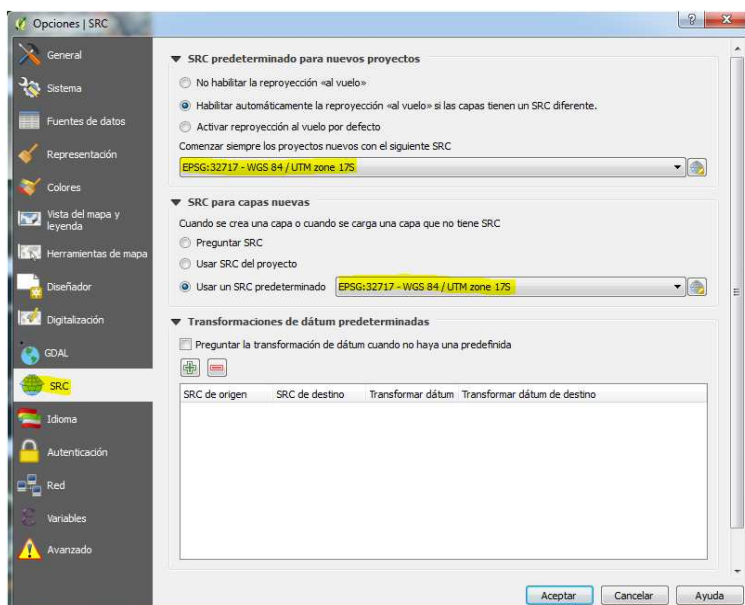 Opciones | SRC
General
Sistema
Fuentes de datos
Representación
Colores
Vista del mapa y
leyenda
Herramientas de mapa
Diseñador
Digitalización
GDAL
SRC
Idioma
Autenticación
Red
Variables
Avanzado
SRC predeterminado para nuevos proyectos
No habilitar la reproyección «al vuelo»
Habilitar automáticamente la reproyección «al vuelo» si las capas tienen un SRC diferente.
Activar reproyección al vuelo por defecto
Comenzar siempre los proyectos nuevos con el siguiente SRC
EPSG:32717 - WGS 84 / UTM zone 17S
SRC para capas nuevas
Cuando se crea una capa o cuando se carga una capa que no tiene SRC
Preguntar SRC
Usar SRC del proyecto
Usar un SRC predeterminado EPSG:32717 - WGS 84 / UTM zone 17S
Transformaciones de dátum predeterminadas
Preguntar la transformación de dátum cuando no haya una predefinida
SRC de origen SRC de destino Transformar dátum Transformar dátum de destino
Aceptar Cancelar Ayuda